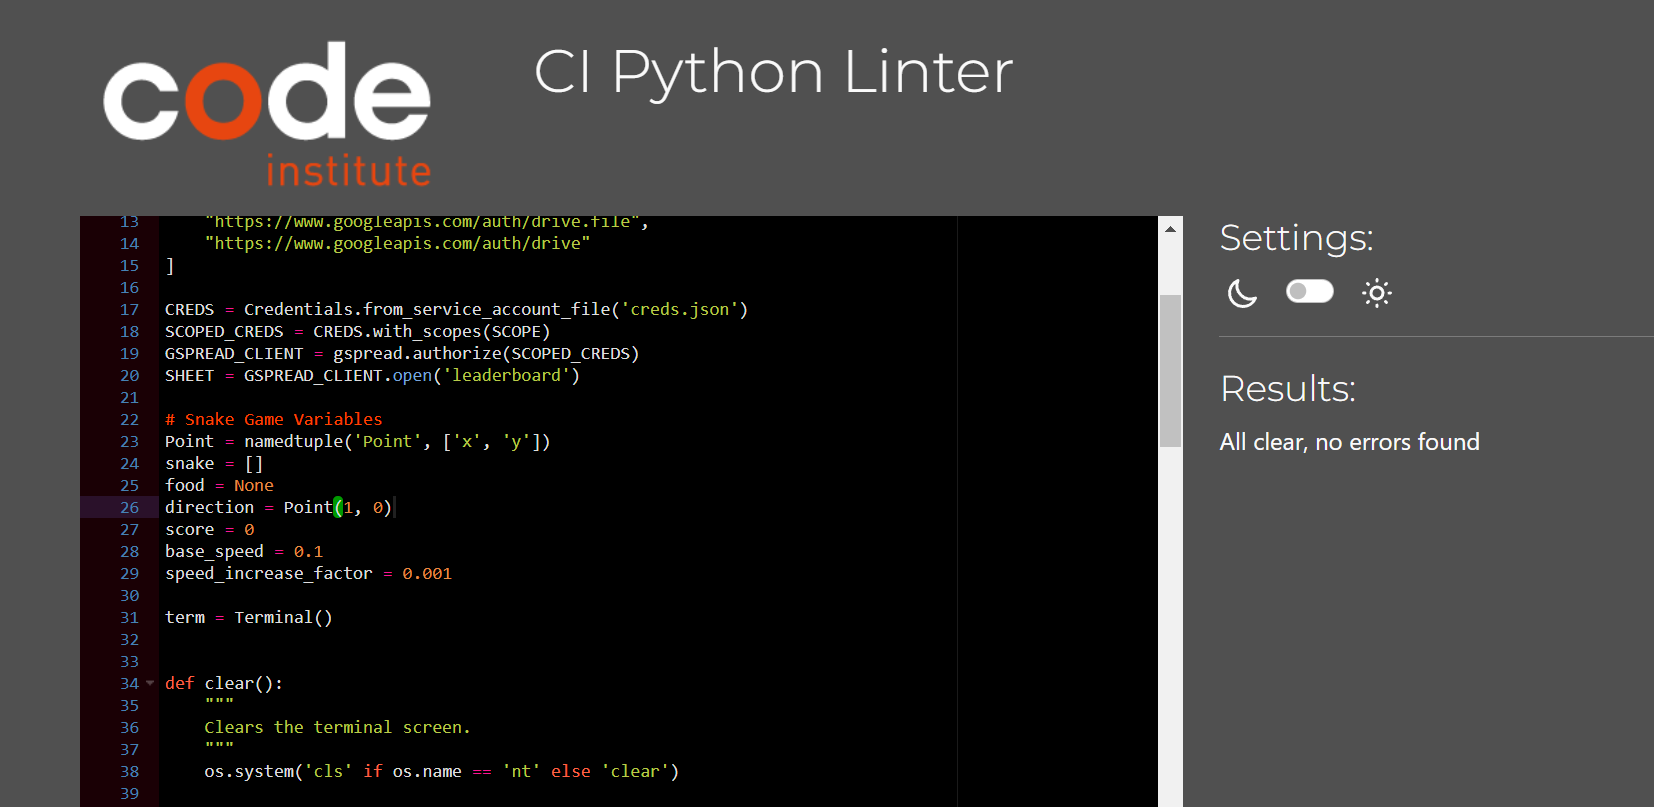 code
institute
CI Python Linter
13 "https://www.googleapis.com/auth/drive.file",
14 "https://www.googleapis.com/auth/drive"
15 ]
16
17 CREDS = Credentials.from_service_account_file('creds.json')
18 SCOPED_CREDS = CREDS.with_scopes(SCOPE)
19 GSPREAD_CLIENT = gspread.authorize(SCOPED_CREDS)
20 SHEET = GSPREAD_CLIENT.open('leaderboard')
21
22 # Snake Game Variables
23 Point = namedtuple('Point', ['x', 'y'])
24 snake = []
25 food = None
26 direction = Point(1, 0)
27 score = 0
28 base_speed = 0.1
29 speed_increase_factor = 0.001
30
31 term = Terminal()
32
33
34 def clear():
35 """
36 Clears the terminal screen.
37 """
38 os.system('cls' if os.name == 'nt' else 'clear')
39
Settings:
Results:
All clear, no errors found